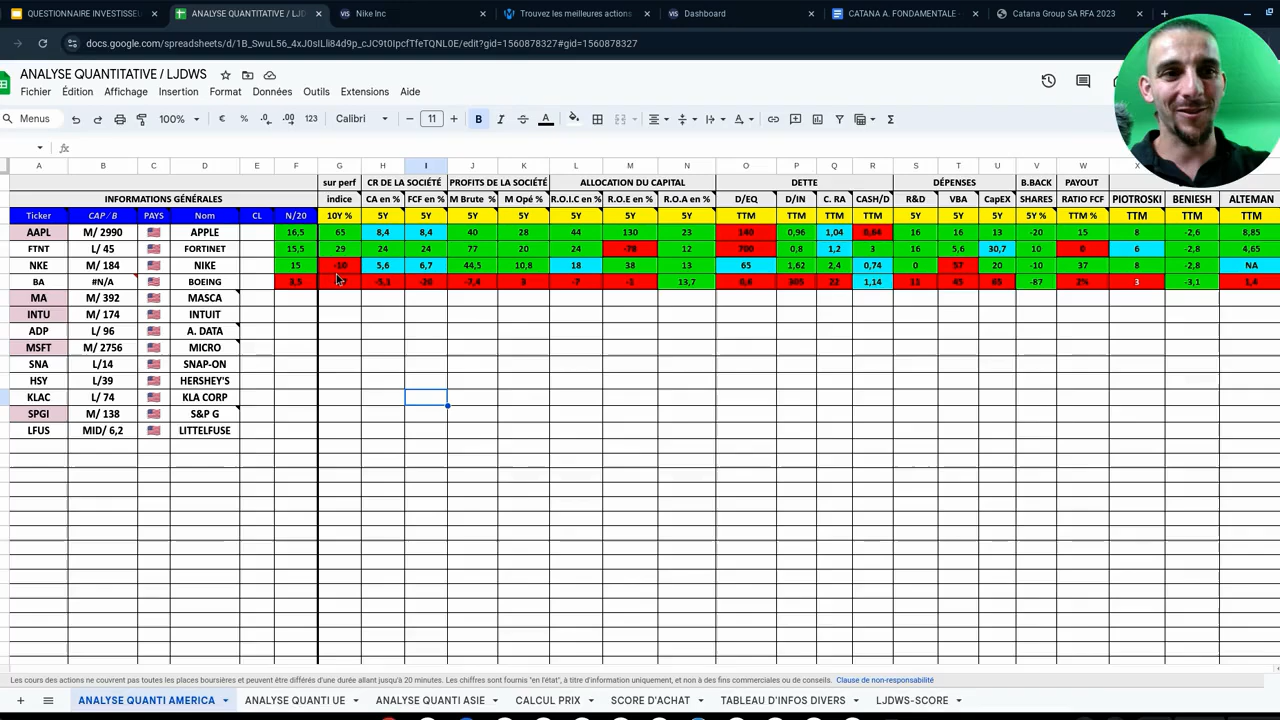 QUESTIONNAIRE INVESTISSEU
ANALYSE QUANTITATIVE / LJD
Nike Inc
Trouvez les meilleures actions
Dashboard
CATANA A. FONDAMENTALE -
Catana Group SA RFA 2023
docs.google.com/spreadsheets/d/1B_SwuL56_4xJ0sILli84d9p_cJC9t0IpcfTfeTQNL0E/edit?gid=1560878327#gid=1560878327
ANALYSE QUANTITATIVE / LJDWS
Fichier Édition Affichage Insertion Format Données Outils Extensions Aide
Menus 100% € % .0 .00 123 Calibri 11 B I A
fx
A B C D E F G H I J K L M N O P Q R S T U V W X Y Z
sur perf CR DE LA SOCIÉTÉ PROFITS DE LA SOCIÉTÉ ALLOCATION DU CAPITAL DETTE DÉPENSES B.BACK PAYOUT
INFORMATIONS GÉNÉRALES indice CA en % FCF en % M Brute % M Opé % R.O.I.C en % R.O.E en % R.O.A en % D/EQ D/IN C. RA CASH/D R&D VBA CapEX SHARES RATIO FCF PIOTROSKI BENIESH ALTEMAN
Ticker CAP/B PAYS Nom CL N/20 10Y % 5Y 5Y 5Y 5Y 5Y 5Y 5Y TTM TTM TTM TTM 5Y 5Y 5Y 5Y % TTM TTM TTM TTM
AAPL M/ 2990 APPLE 16,5 65 8,4 8,4 40 28 44 130 23 140 0,96 1,04 0,64 16 16 13 -20 15 8 -2,6 8,85
FTNT L/ 45 FORTINET 15,5 29 24 24 77 20 24 -78 12 700 0,8 1,2 3 16 5,6 30,7 10 0 6 -2,8 4,65
NKE M/ 184 NIKE 15 -10 5,6 6,7 44,5 10,8 18 38 13 65 1,62 2,4 0,74 0 57 20 -10 37 8 -2,8 NA
BA #N/A BOEING 3,5 -5,3 -20 -7,4 -7 13,7 305 22 1,14 45 -87 2% 3 -3,1 1,4
MA M/ 392 MASCA
INTU M/ 174 INTUIT
ADP L/ 96 A. DATA
MSFT M/ 2756 MICRO
SNA L/14 SNAP-ON
HSY L/39 HERSHEY'S
KLAC L/ 74 KLA CORP
SPGI M/ 138 S&P G
LFUS MID/ 6,2 LITTELFUSE
Les cours des actions ne couvrent pas toutes les places boursières et peuvent être différés d'une durée allant jusqu'à 20 minutes. Les chiffres sont fournis "en l'état", à titre d'information uniquement, et non à des fins commerciales ou de conseils. Clause de non-responsabilité
ANALYSE QUANTI AMERICA ANALYSE QUANTI UE ANALYSE QUANTI ASIE CALCUL PRIX SCORE D'ACHAT TABLEAU D'INFOS DIVERS LJDWS-SCORE